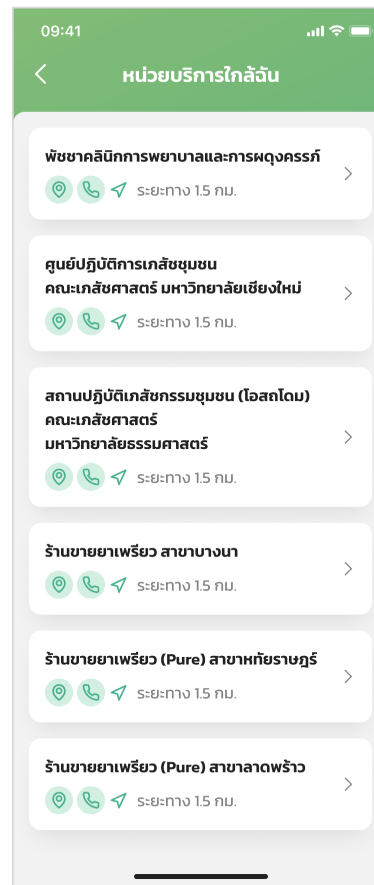 09:41
หน่วยบริการใกล้ฉัน
พัชชาคลินิกการพยาบาลและการผดุงครรภ์
ระยะทาง 1.5 กม.
ศูนย์ปฏิบัติการเภสัชชุมชน
คณะเภสัชศาสตร์ มหาวิทยาลัยเชียงใหม่
ระยะทาง 1.5 กม.
สถานปฏิบัติเภสัชกรรมชุมชน (โอสถโดม)
คณะเภสัชศาสตร์
มหาวิทยาลัยธรรมศาสตร์
ระยะทาง 1.5 กม.
ร้านขายยาเพรียว สาขาบางนา
ระยะทาง 1.5 กม.
ร้านขายยาเพรียว (Pure) สาขาหทัยราษฎร์
ระยะทาง 1.5 กม.
ร้านขายยาเพรียว (Pure) สาขาลาดพร้าว
ระยะทาง 1.5 กม.